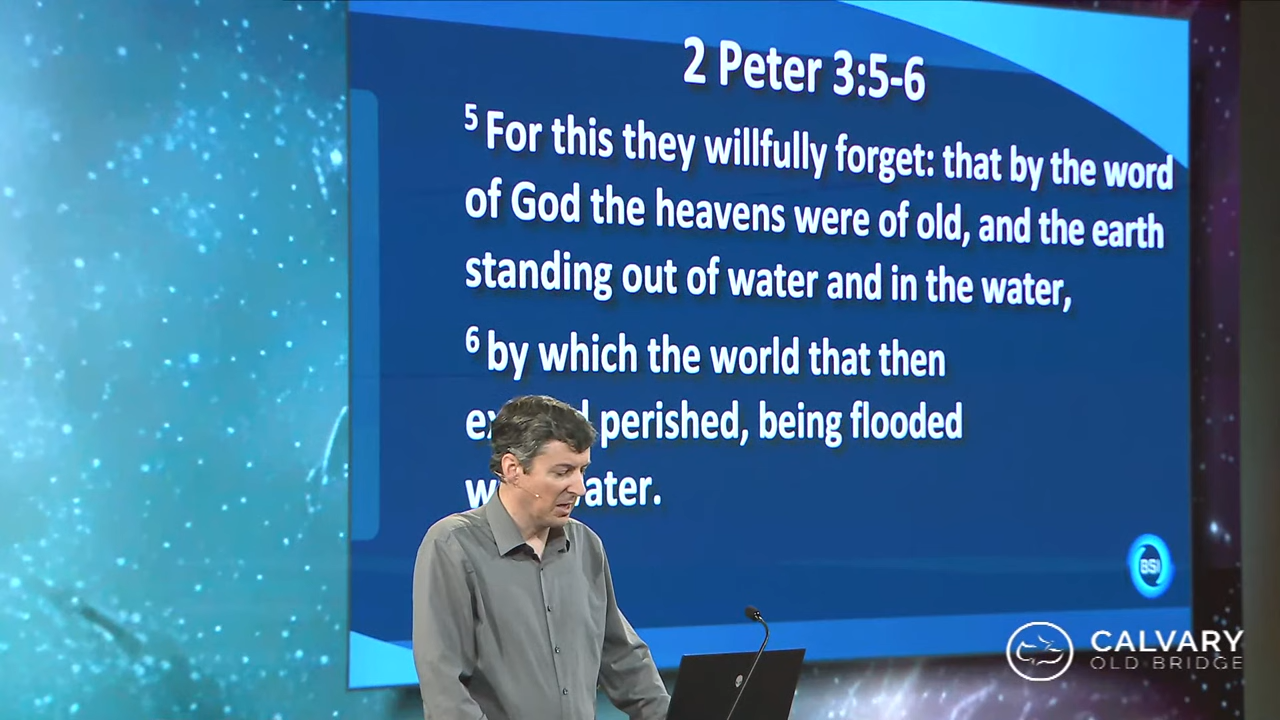 2 Peter 3:5-6
5 For this they willfully forget: that by the word
of God the heavens were of old, and the earth
standing out of water and in the water,
6 by which the world that then
perished, being flooded
water.
BSI
CALVARY
OLD BRIDGE